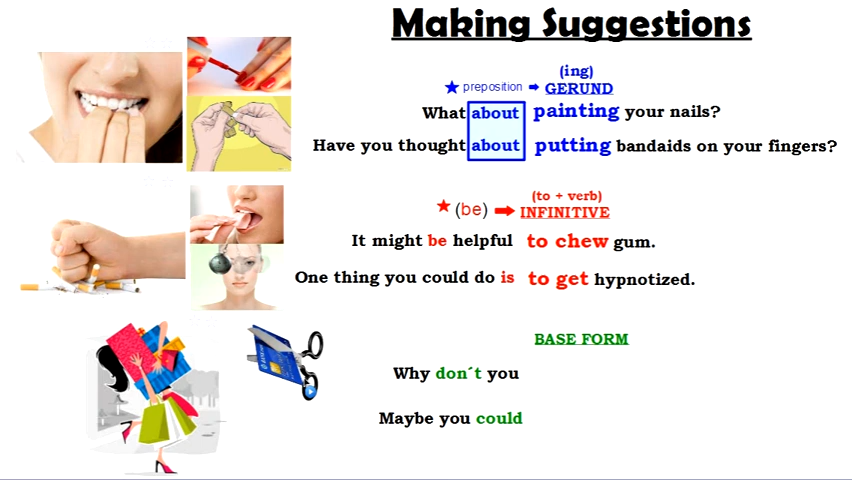 Making Suggestions
(ing)
★ preposition ➡ GERUND
What about painting your nails?
Have you thought about putting bandaids on your fingers?
(to + verb)
★ (be) ➡ INFINITIVE
It might be helpful to chew gum.
One thing you could do is to get hypnotized.
BASE FORM
Why don´t you
Maybe you could